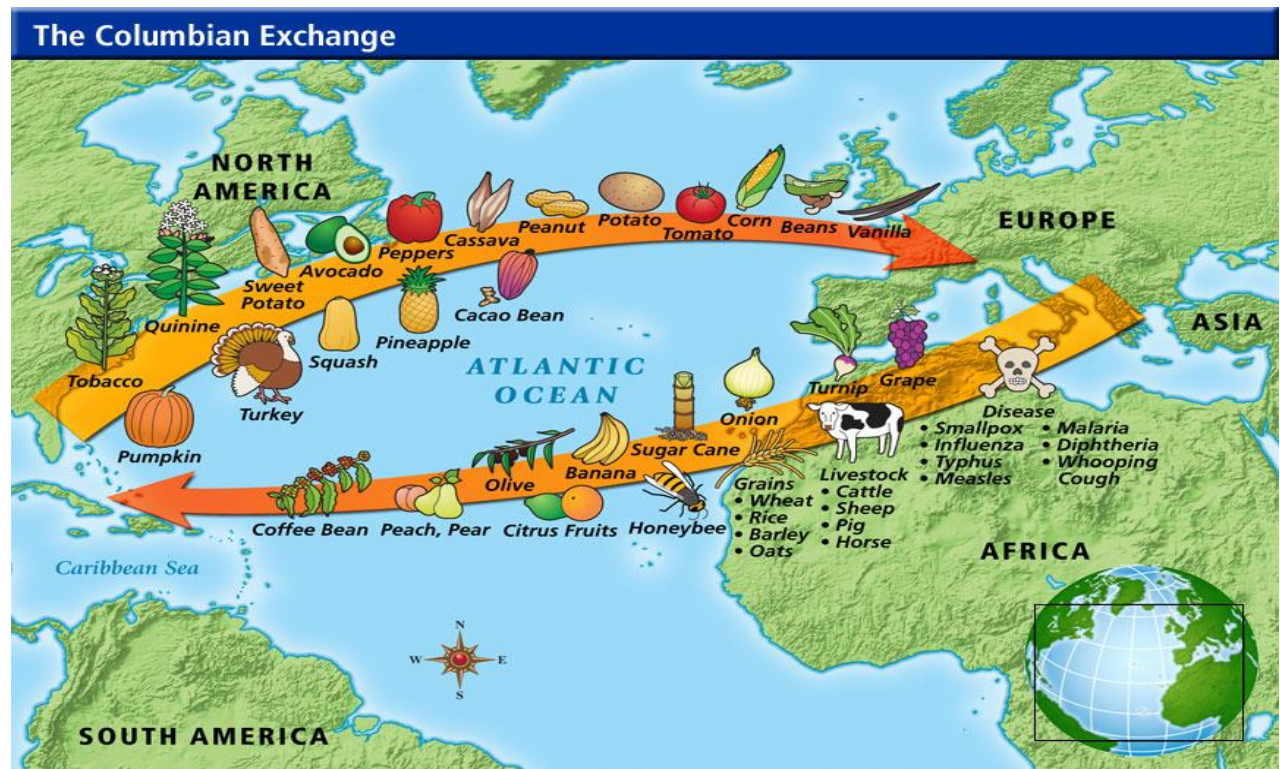 The Columbian Exchange
NORTH
AMERICA
EUROPE
ASIA
AFRICA
SOUTH AMERICA
ATLANTIC
OCEAN
Caribbean Sea
Tobacco
Quinine
Sweet
Potato
Avocado
Peppers
Cassava
Peanut
Potato
Tomato
Corn
Beans
Vanilla
Pumpkin
Turkey
Squash
Pineapple
Cacao Bean
Coffee Bean
Peach, Pear
Olive
Citrus Fruits
Banana
Honeybee
Sugar Cane
Onion
Grains
• Wheat
• Rice
• Barley
• Oats
Turnip
Livestock
• Cattle
• Sheep
• Pig
• Horse
Grape
Disease
• Smallpox
• Influenza
• Typhus
• Measles
• Malaria
• Diphtheria
• Whooping
Cough
N
W E
S